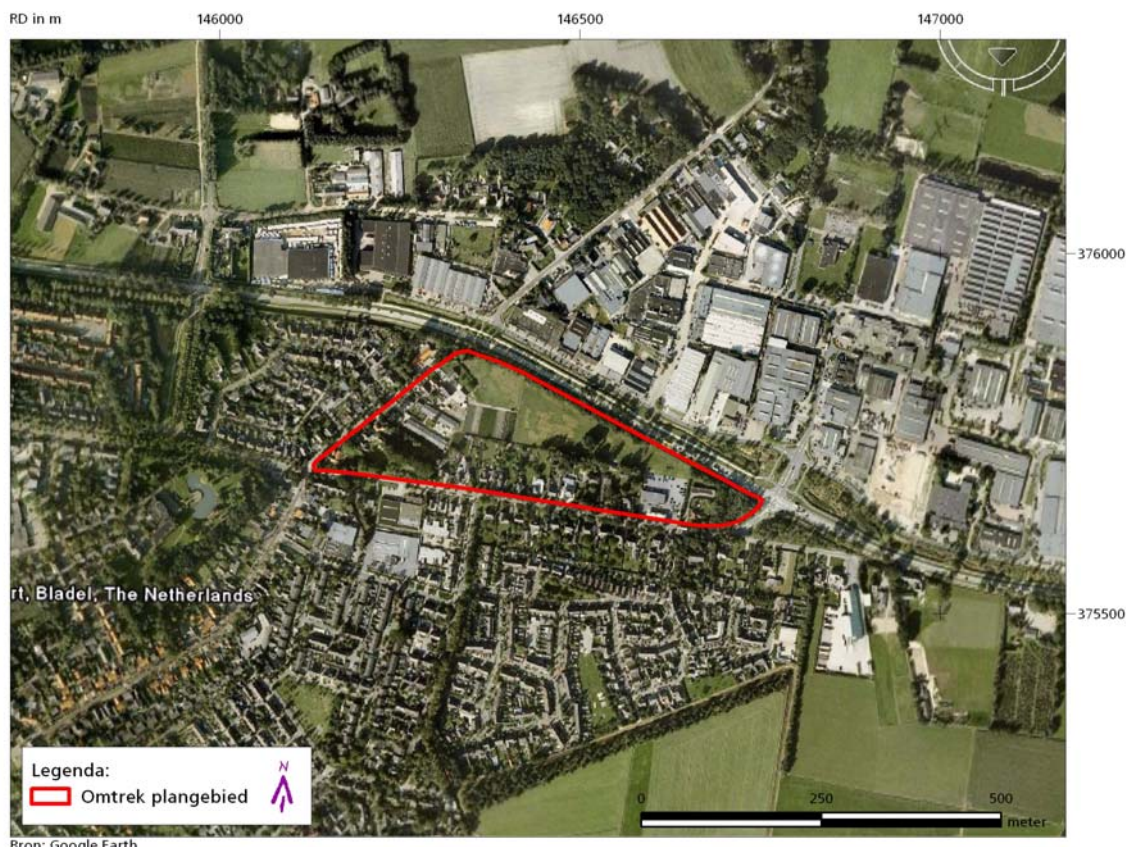 RD in m
146000
146500
147000
376000
375500
rt, Bladel, The Netherlands
Legenda:
N
Omtrek plangebied
0
250
500
meter
Bron: Google Earth